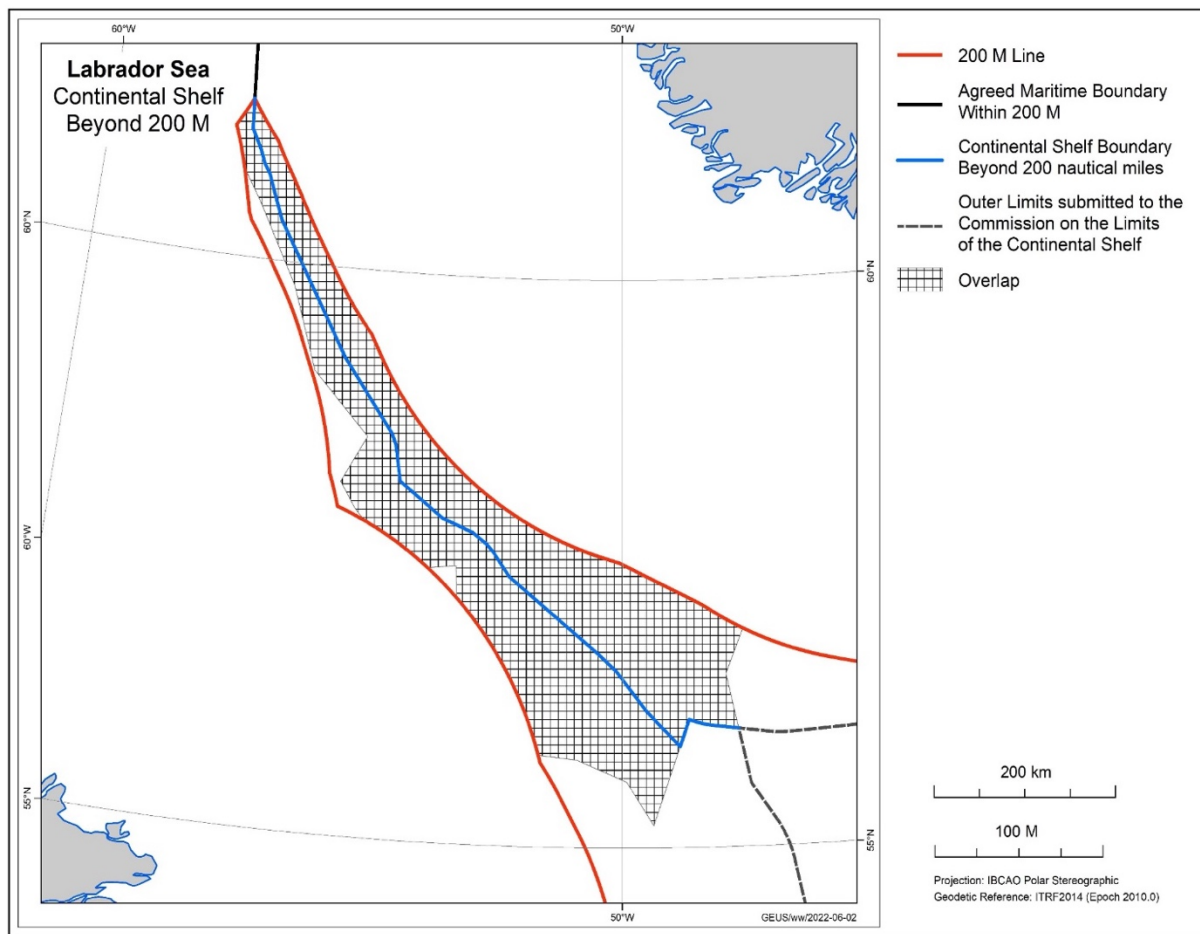 60°W
50°W
Labrador Sea
Continental Shelf
Beyond 200 M
60°N
60°N
60°W
55°N
55°N
50°W
GEUS/ww/2022-06-02
200 M Line
Agreed Maritime Boundary
Within 200 M
Continental Shelf Boundary
Beyond 200 nautical miles
Outer Limits submitted to the
Commission on the Limits
of the Continental Shelf
Overlap
200 km
100 M
Projection: IBCAO Polar Stereographic
Geodetic Reference: ITRF2014 (Epoch 2010.0)